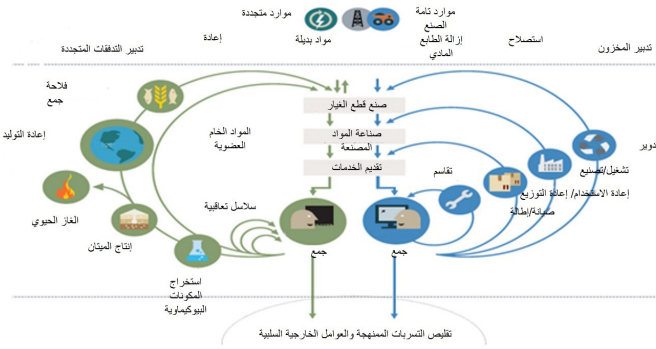 موارد متجددة
موارد تامة
الصنع
مواد بديلة
إزالة الطابع
المادي
إعادة
استصلاح
تدبير التدفقات المتجددة
تدبير المخزون
فلاحة
جمع
صنع قطع الغيار
إعادة التوليد
المواد الخام
العضوية
صناعة المواد
المصنعة
دوير
تقديم الخدمات
تقاسم
تشغيل/تصنيع
إعادة الاستخدام/ إعادة التوزيع
صيانة/إطالة
الغاز الحيوي
سلاسل تعاقبية
إنتاج الميتان
جمع
جمع
استخراج
المكونات
البيوكيماوية
تقليص التسربات الممنهجة والعوامل الخارجية السلبية